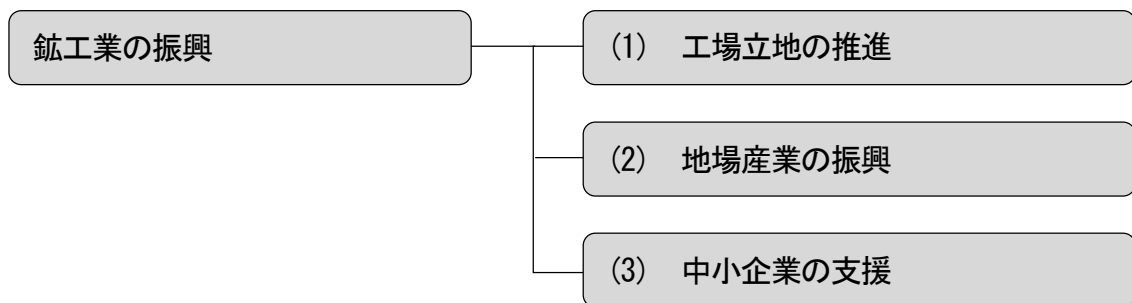 鉱工業の振興
(1) 工場立地の推進
(2) 地場産業の振興
(3) 中小企業の支援